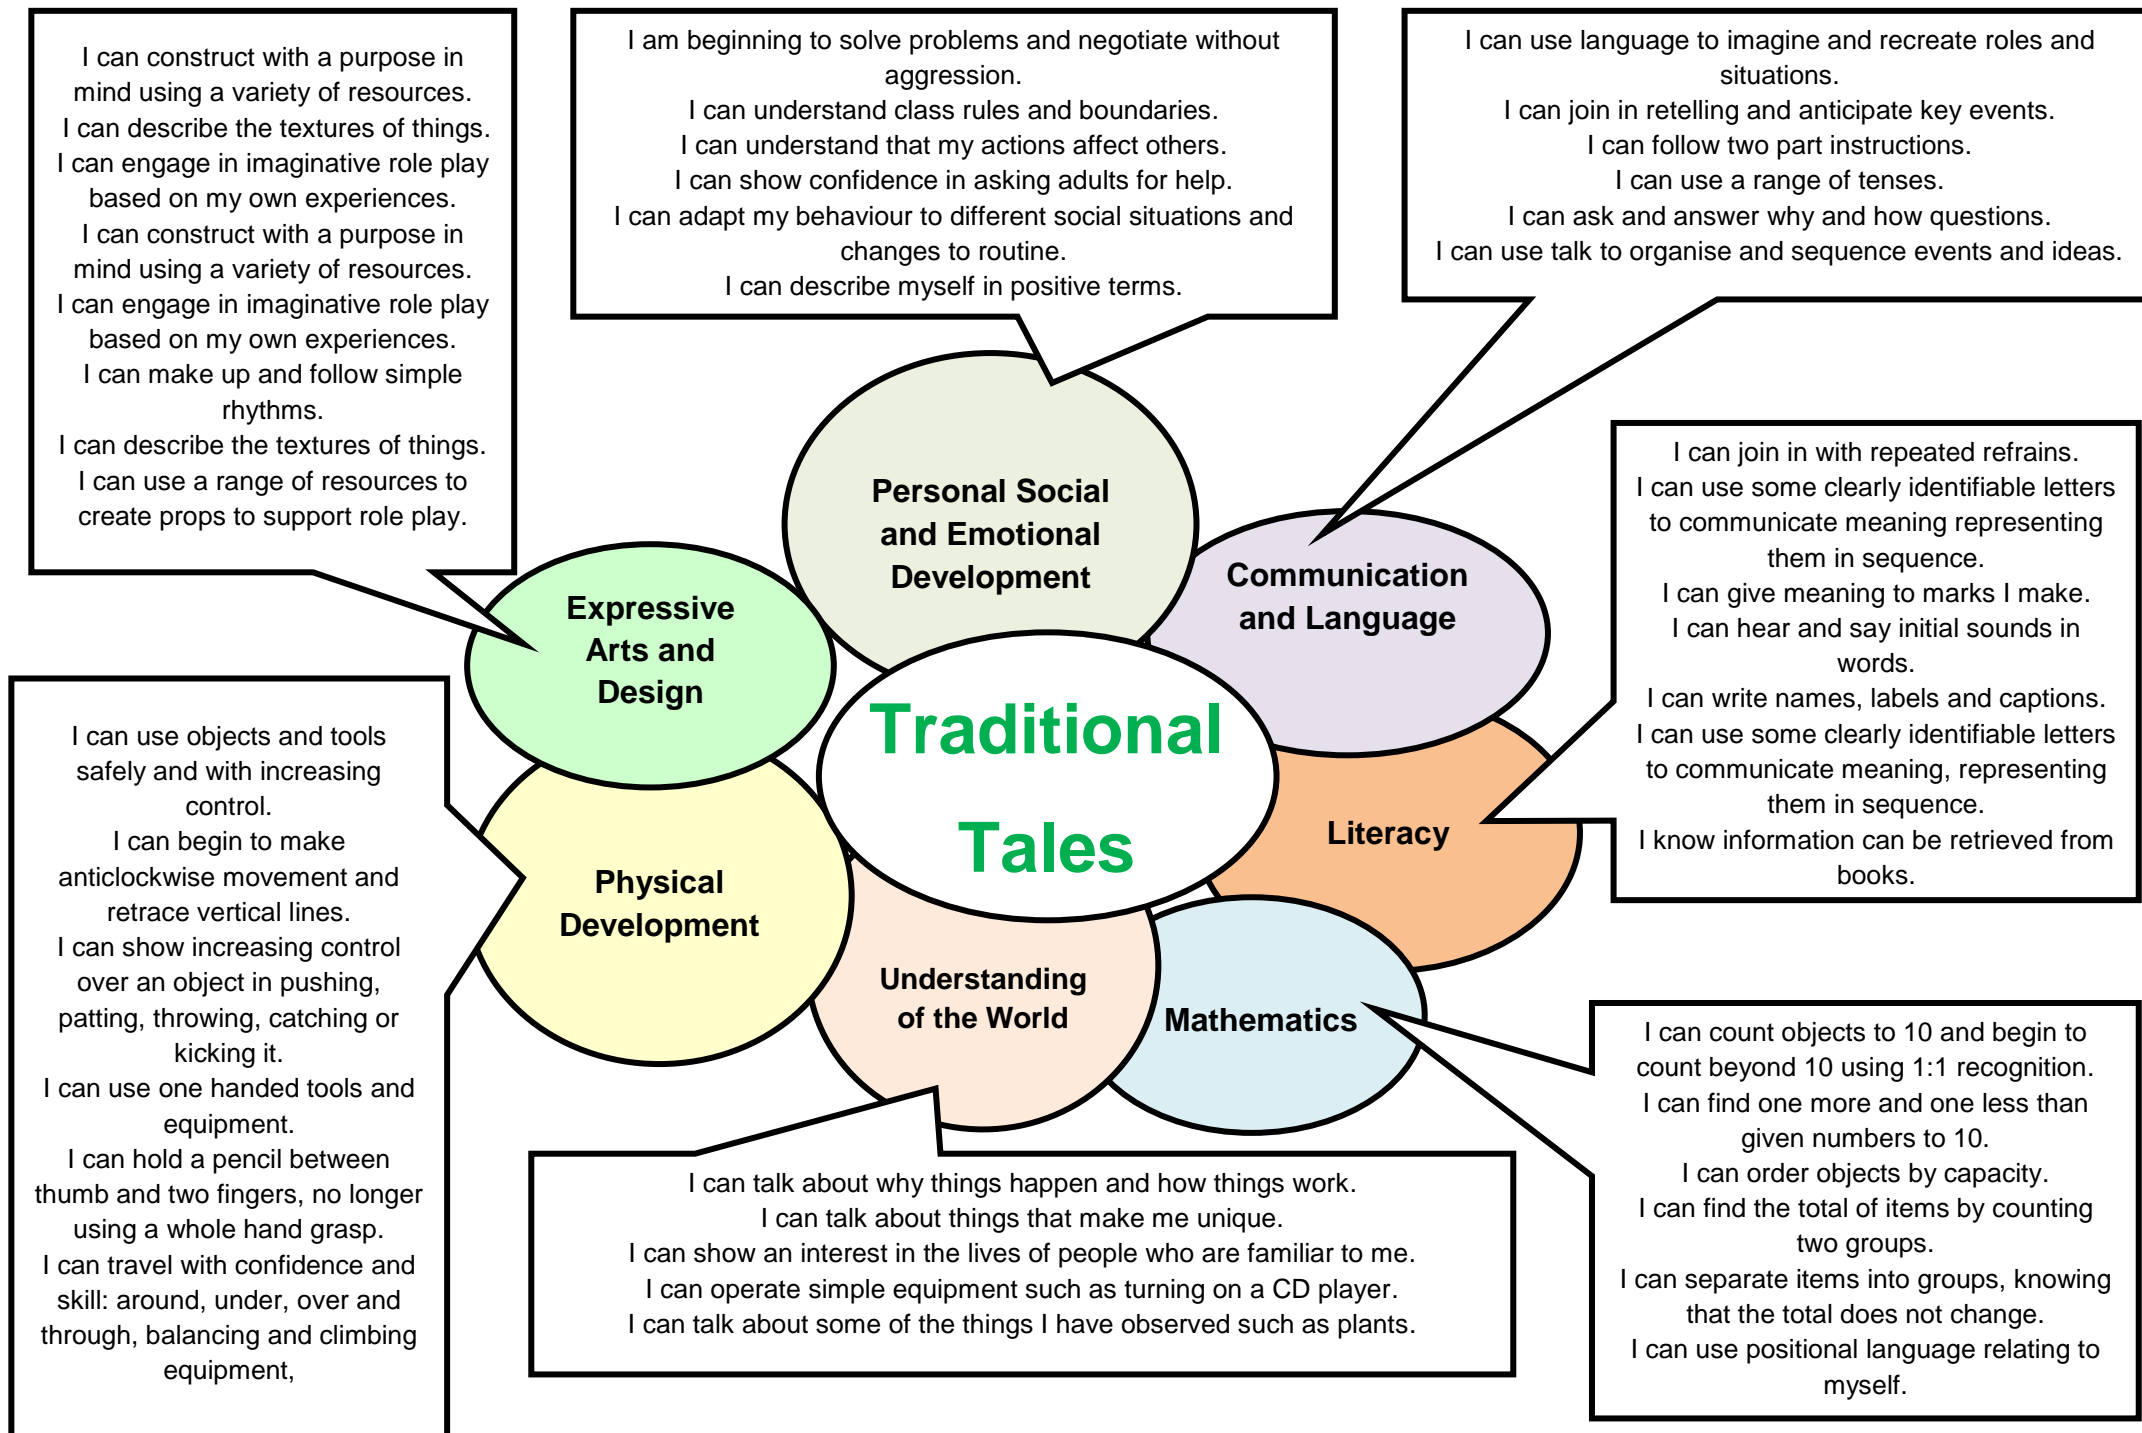 I can construct with a purpose in
mind using a variety of resources.
I can describe the textures of things.
I can engage in imaginative role play
based on my own experiences.
I can construct with a purpose in
mind using a variety of resources.
I can engage in imaginative role play
based on my own experiences.
I can make up and follow simple
rhythms.
I can describe the textures of things.
I can use a range of resources to
create props to support role play.
I am beginning to solve problems and negotiate without
aggression.
I can understand class rules and boundaries.
I can understand that my actions affect others.
I can show confidence in asking adults for help.
I can adapt my behaviour to different social situations and
changes to routine.
I can describe myself in positive terms.
I can use language to imagine and recreate roles and
situations.
I can join in retelling and anticipate key events.
I can follow two part instructions.
I can use a range of tenses.
I can ask and answer why and how questions.
I can use talk to organise and sequence events and ideas.
Personal Social
and Emotional
Development
Communication
and Language
Expressive
Arts and
Design
Traditional
Tales
Literacy
Physical
Development
Understanding
of the World
Mathematics
I can join in with repeated refrains.
I can use some clearly identifiable letters
to communicate meaning representing
them in sequence.
I can give meaning to marks I make.
I can hear and say initial sounds in
words.
I can write names, labels and captions.
I can use some clearly identifiable letters
to communicate meaning, representing
them in sequence.
I know information can be retrieved from
books.
I can use objects and tools
safely and with increasing
control.
I can begin to make
anticlockwise movement and
retrace vertical lines.
I can show increasing control
over an object in pushing,
patting, throwing, catching or
kicking it.
I can use one handed tools and
equipment.
I can hold a pencil between
thumb and two fingers, no longer
using a whole hand grasp.
I can travel with confidence and
skill: around, under, over and
through, balancing and climbing
equipment,
I can talk about why things happen and how things work.
I can talk about things that make me unique.
I can show an interest in the lives of people who are familiar to me.
I can operate simple equipment such as turning on a CD player.
I can talk about some of the things I have observed such as plants.
I can count objects to 10 and begin to
count beyond 10 using 1:1 recognition.
I can find one more and one less than
given numbers to 10.
I can order objects by capacity.
I can find the total of items by counting
two groups.
I can separate items into groups, knowing
that the total does not change.
I can use positional language relating to
myself.